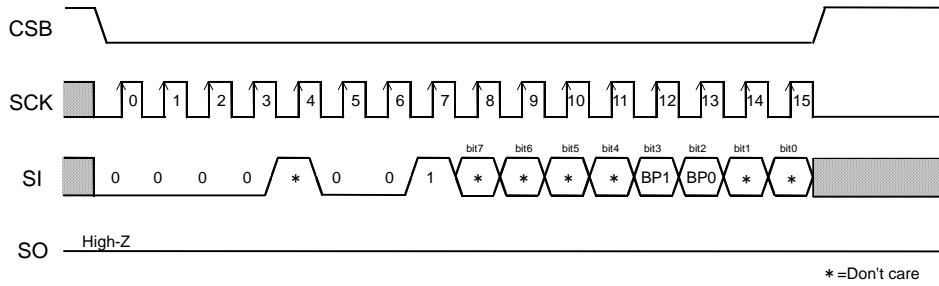 CSB
SCK 0 1 2 3 4 5 6 7 8 9 10 11 12 13 14 15
bit7 bit6 bit5 bit4 bit3 bit2 bit1 bit0
SI 0 0 0 0 * 0 0 1 * * * * BP1 BP0 * *
High-Z
SO
* =Don't care